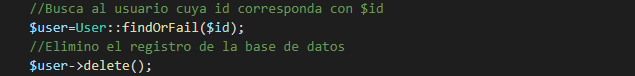 //Busca al usuario cuya id corresponda con $id
$user=User::findOrFail($id);
//Elimino el registro de la base de datos
$user->delete();